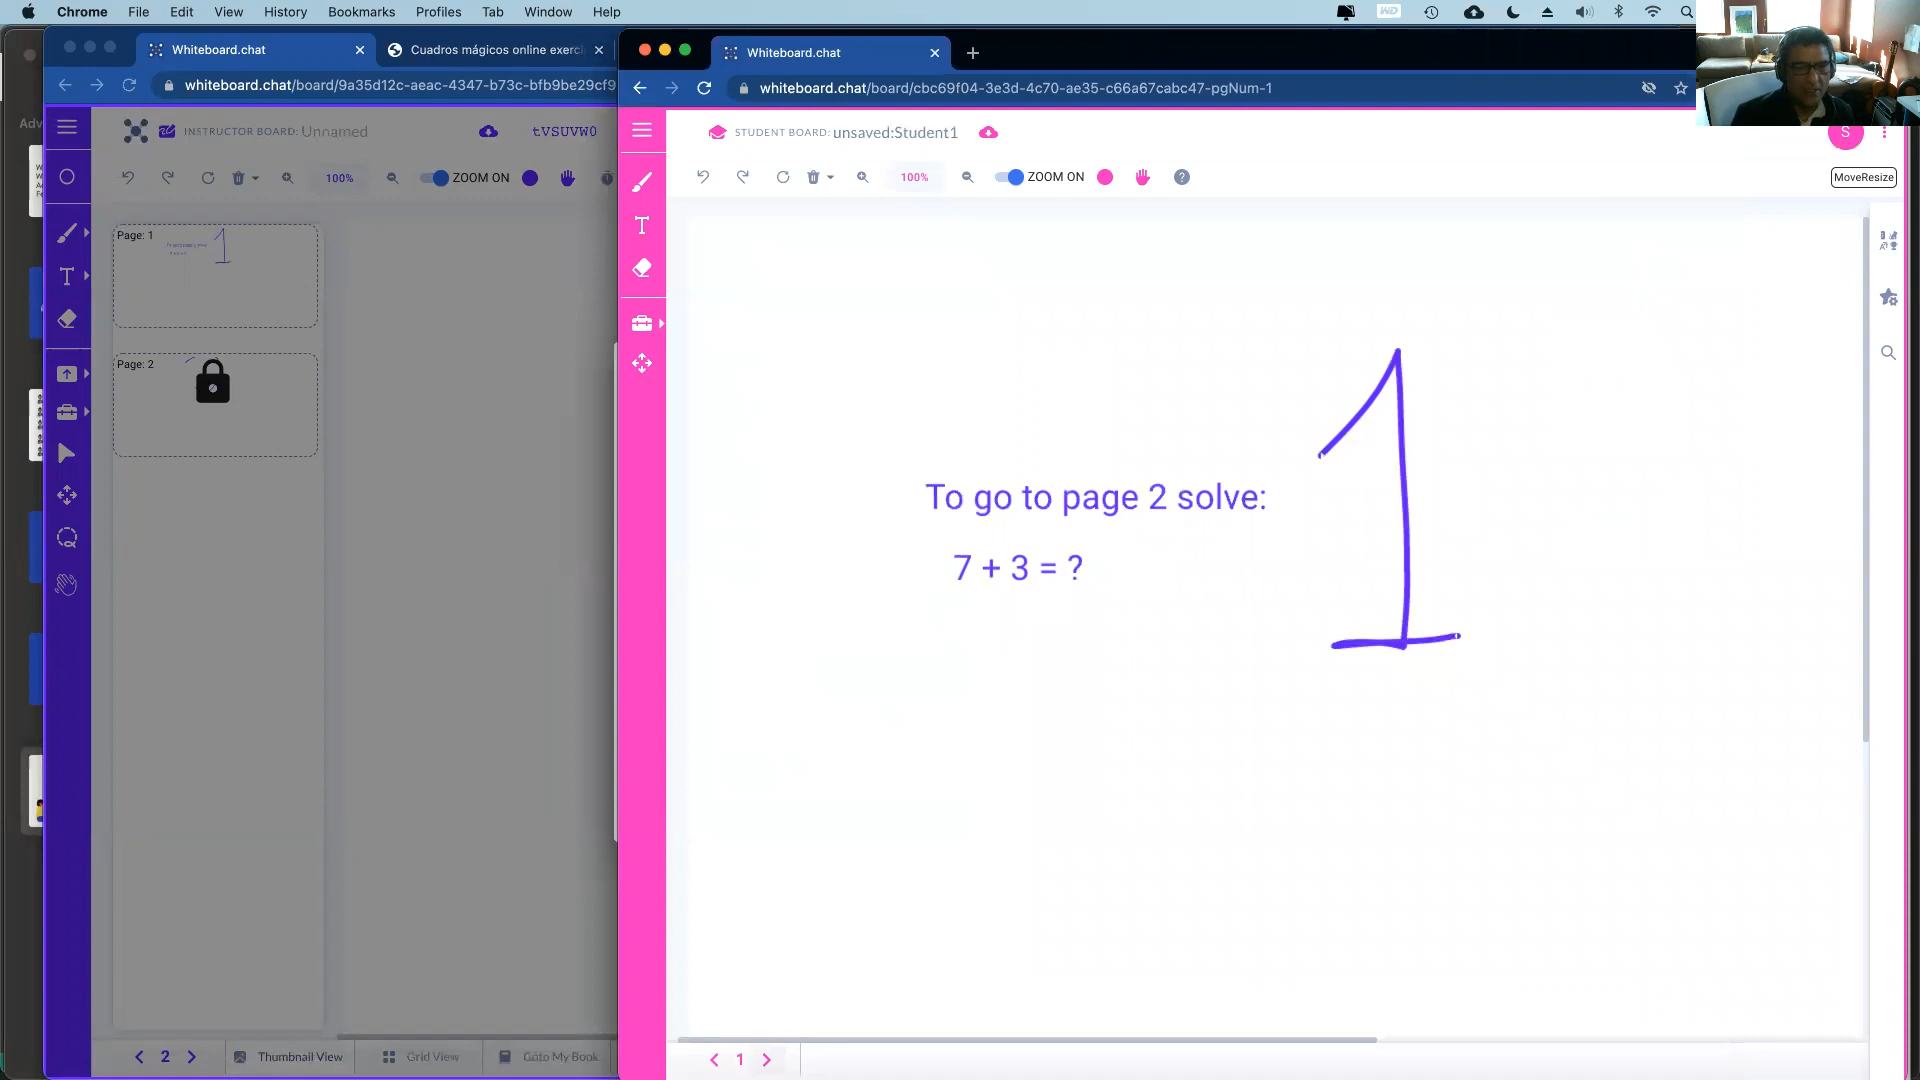 Chrome File Edit View History Bookmarks Profiles Tab Window Help
WD
Adv
Whiteboard.chat
Cuadros mágicos online exerci
whiteboard.chat/board/9a35d12c-aeac-4347-b73c-bfb9be29cf9
INSTRUCTOR BOARD: Unnamed
tVSUVW0
100%
ZOOM ON
Page: 1
1
Page: 2
2
Thumbnail View
Grid View
Goto My Book
Whiteboard.chat
whiteboard.chat/board/cbc69f04-3e3d-4c70-ae35-c66a67cabc47-pgNum-1
STUDENT BOARD: unsaved:Student1
S
100%
ZOOM ON
MoveResize
T
To go to page 2 solve:
7 + 3 = ?
1
1